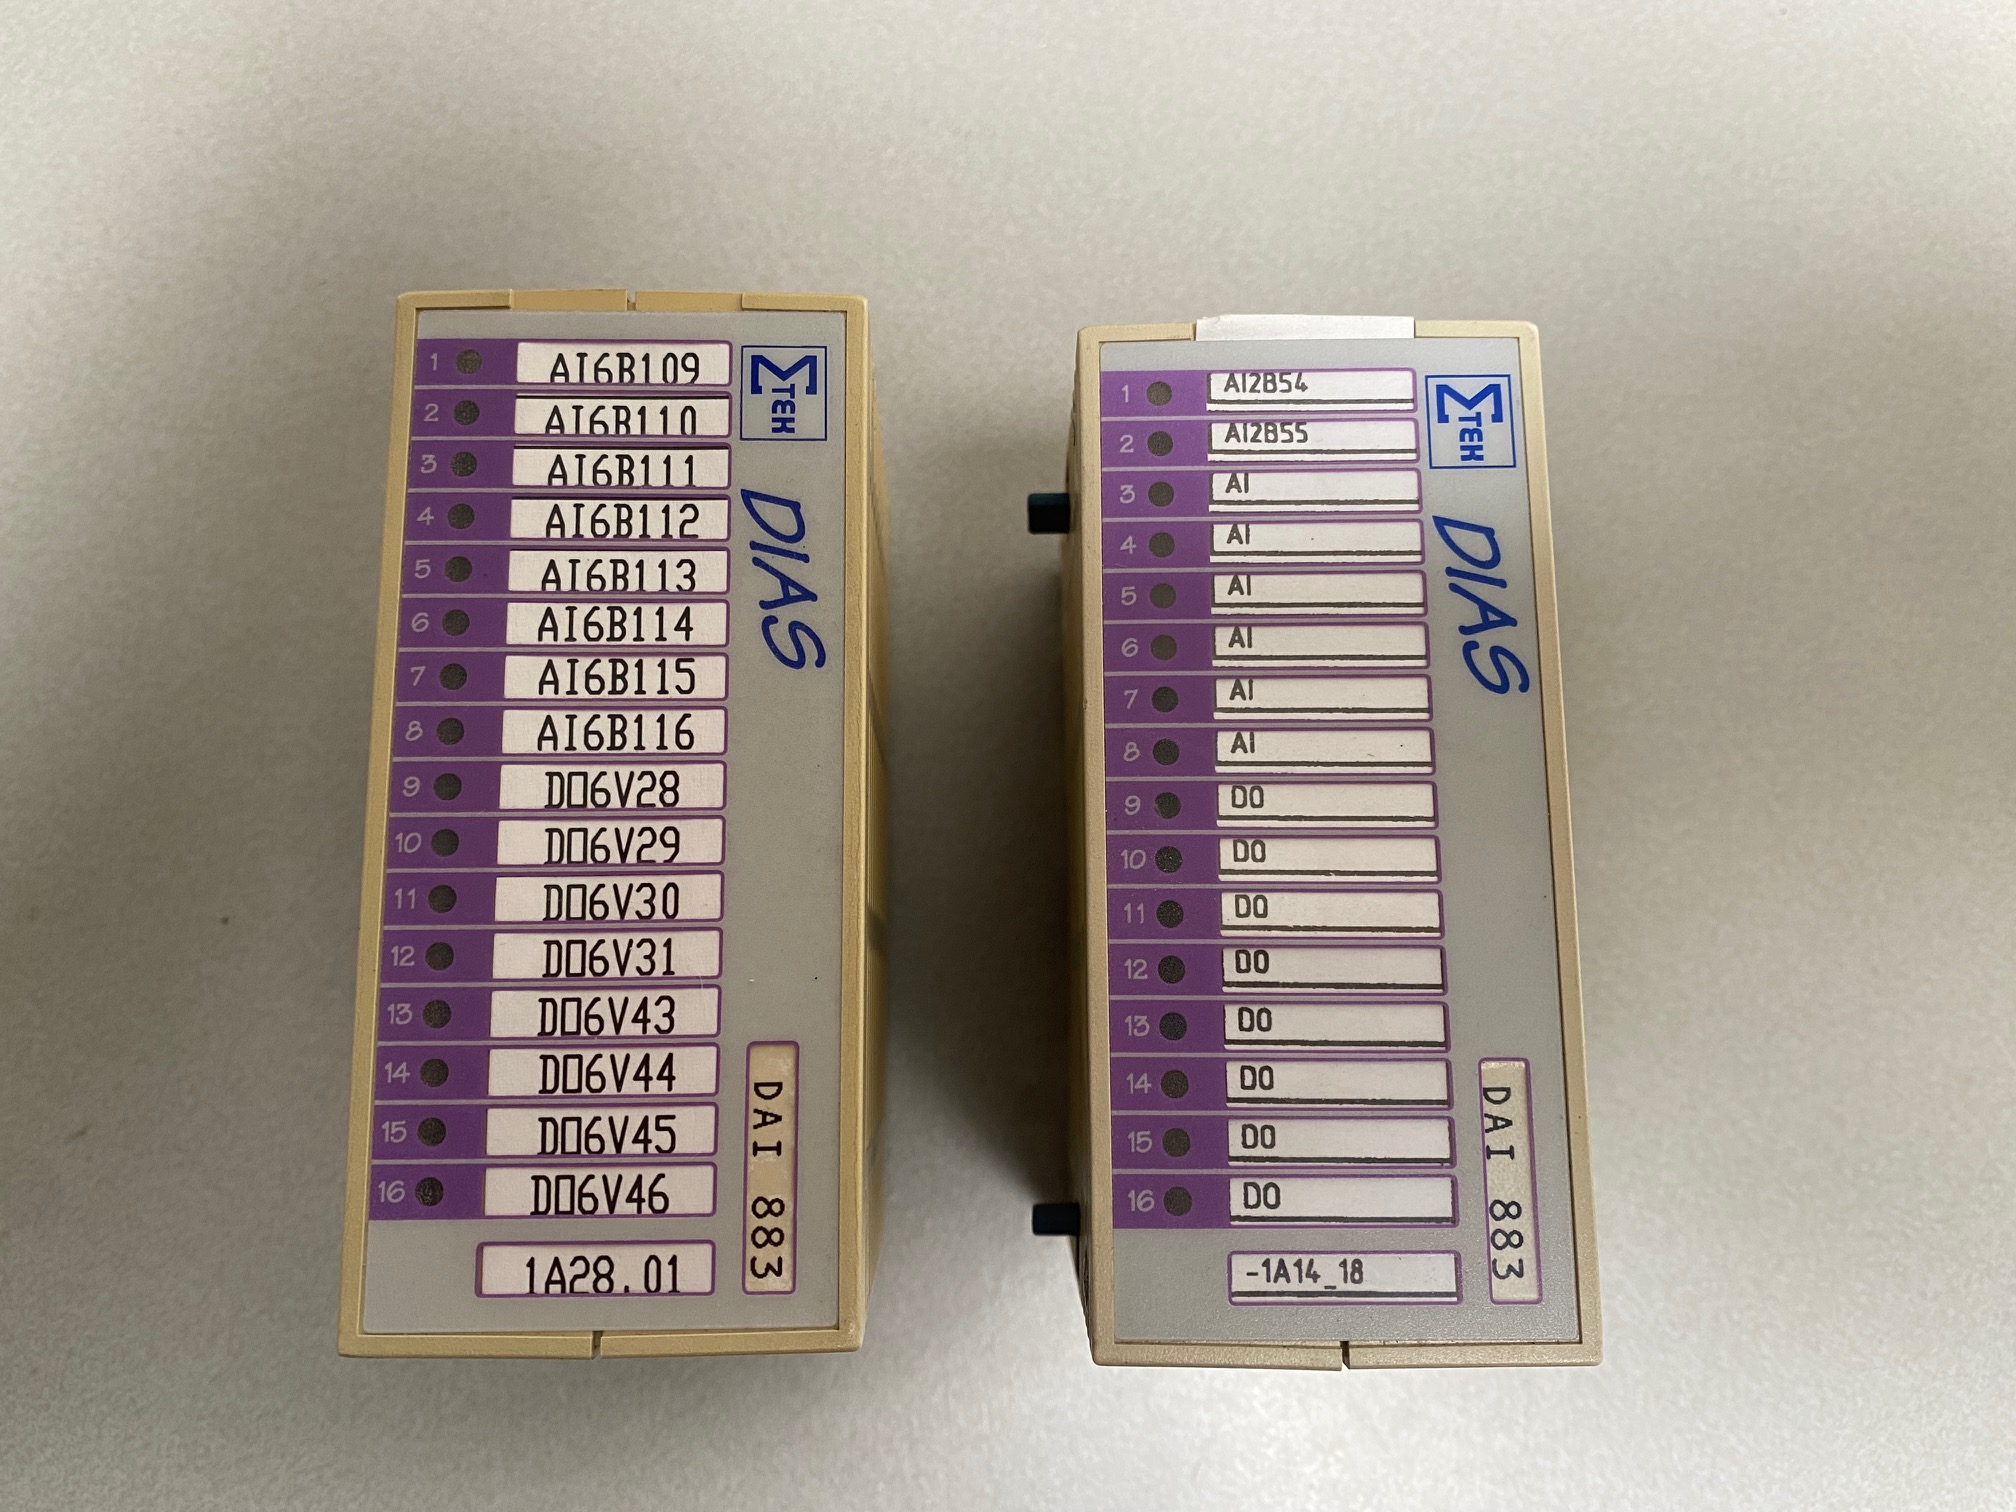 1 AI6B109
2 AI6B110
3 AI6B111
4 AI6B112
5 AI6B113
6 AI6B114
7 AI6B115
8 AI6B116
9 DO6V28
10 DO6V29
11 DO6V30
12 DO6V31
13 DO6V43
14 DO6V44
15 DO6V45
16 DO6V46
1A28.01
ΣTEK
DIAS
DAI 883
1 AI2B54
2 AI2B55
3 AI
4 AI
5 AI
6 AI
7 AI
8 AI
9 DO
10 DO
11 DO
12 DO
13 DO
14 DO
15 DO
16 DO
-1A14_18
ΣTEK
DIAS
DAI 883